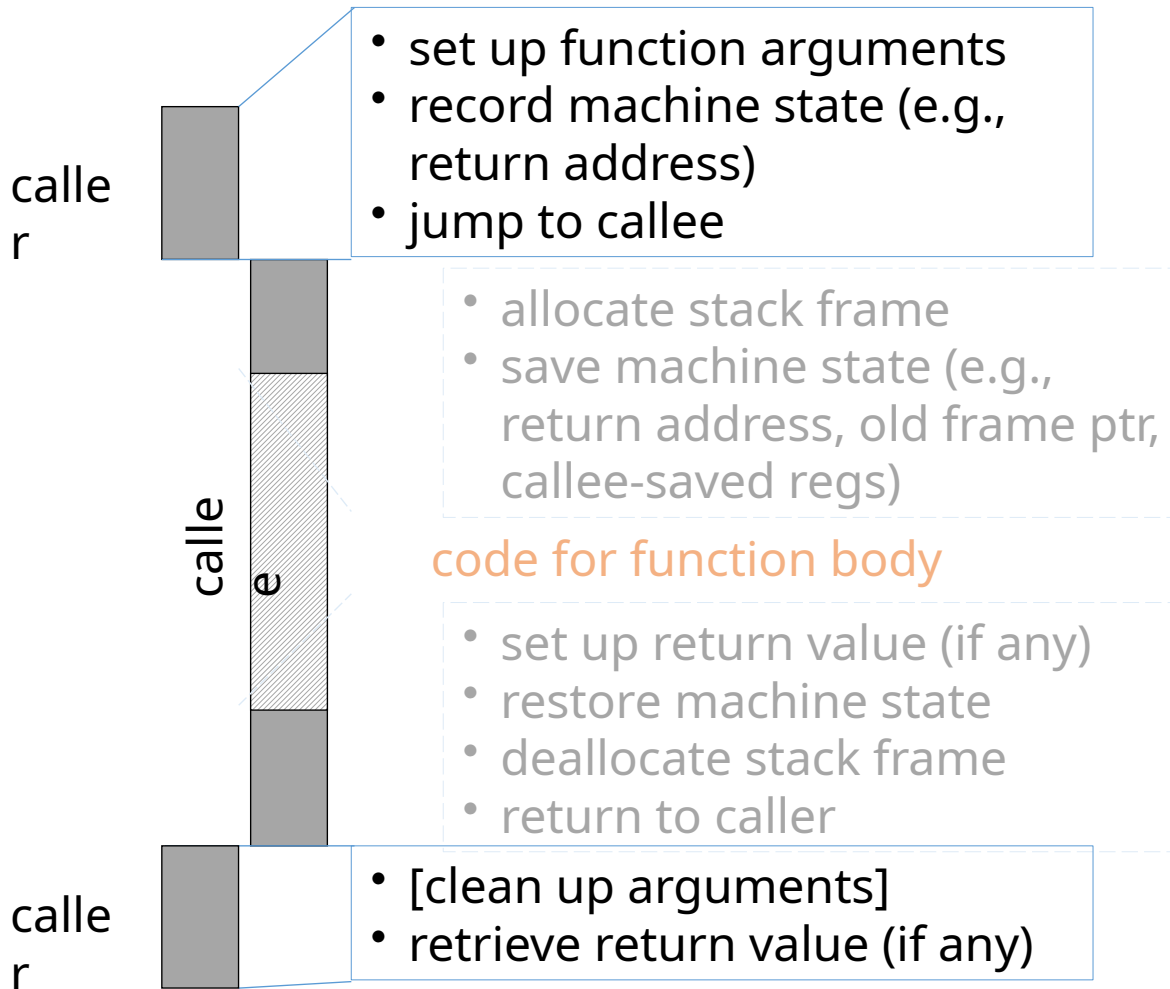 • set up function arguments
• record machine state (e.g.,
return address)
• jump to callee
calle
r
• allocate stack frame
• save machine state (e.g.,
return address, old frame ptr,
callee-saved regs)
calle
e
code for function body
• set up return value (if any)
• restore machine state
• deallocate stack frame
• return to caller
• [clean up arguments]
• retrieve return value (if any)
calle
r